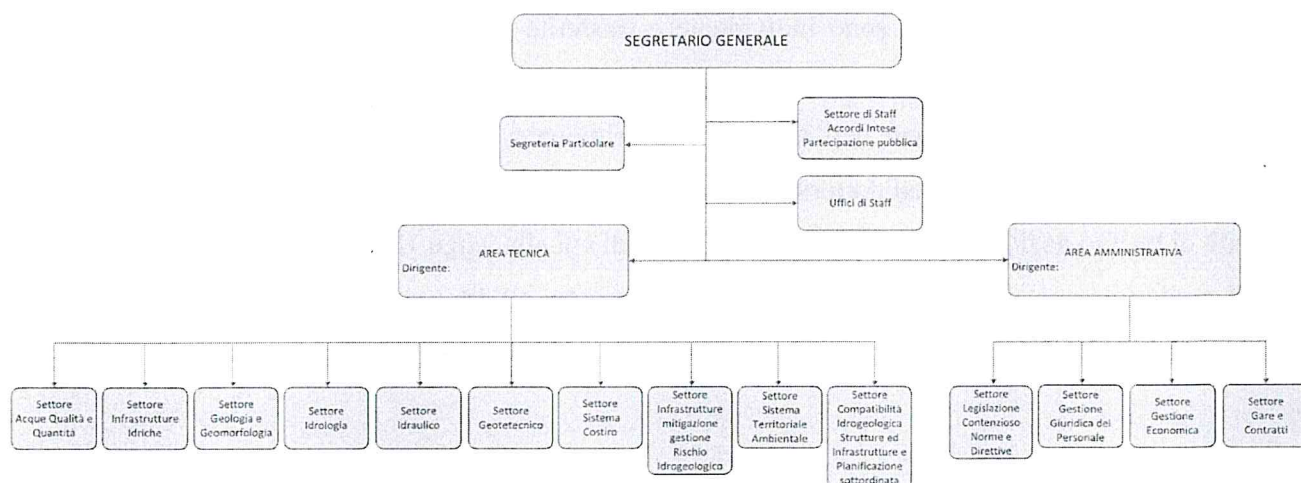 SEGRETARIO GENERALE
Settore di Staff
Accordi Intese
Partecipazione pubblica
Segreteria Particolare
Uffici di Staff
AREA TECNICA
Dirigente:
AREA AMMINISTRATIVA
Dirigente:
Settore
Acque Qualità e
Quantità
Settore
Infrastrutture
Idriche
Settore
Geologia e
Geomorfologia
Settore
Idrologia
Settore
Idraulico
Settore
Geotetecnico
Settore
Sistema
Costiro
Settore
Infrastrutture
mitigazione
gestione
Rischio
Idrogeologico
Settore
Sistema
Territoriale
Ambientale
Settore
Compatibilità
Idrogeologica
Strutture ed
Infrastrutture e
Planificazione
sottordinata
Settore
Legislazione
Contenzioso
Norme e
Direttive
Settore
Gestione
Giuridica del
Personale
Settore
Gestione
Economica
Settore
Gare e
Contratti